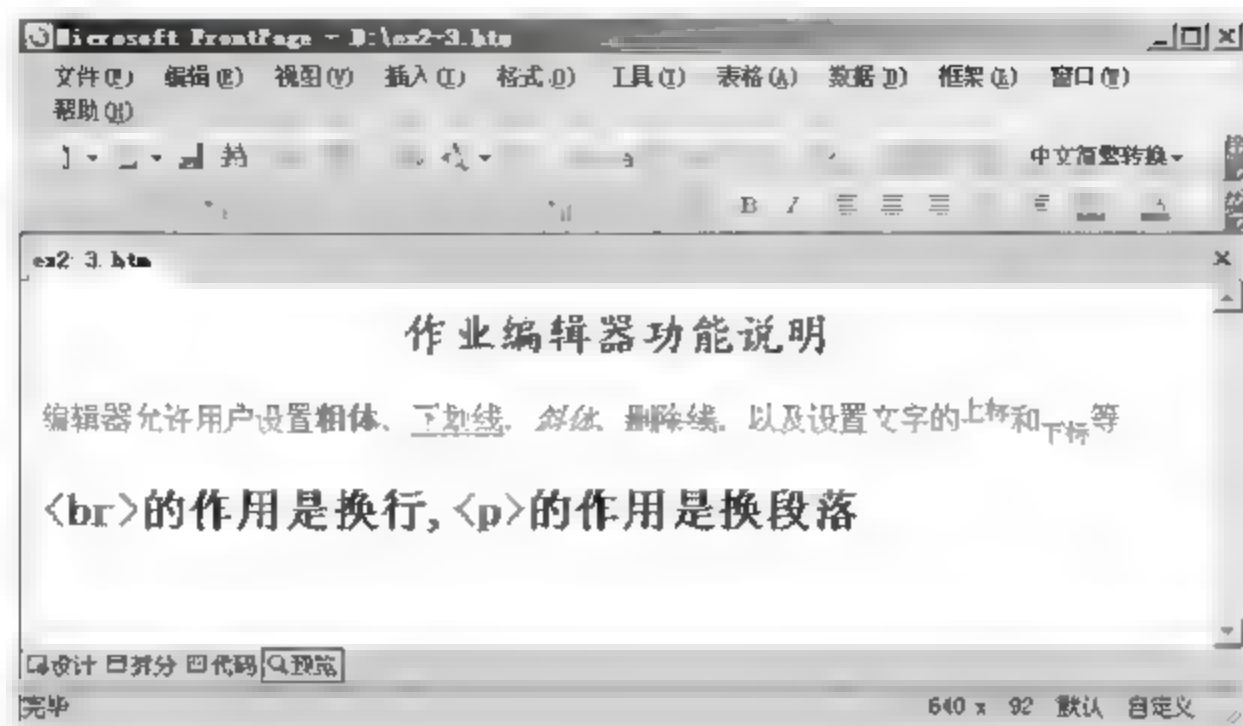 Microsoft FrontPage - D:\ex2-3.htm
文件(F) 编辑(E) 视图(V) 插入(I) 格式(O) 工具(T) 表格(A) 数据(D) 框架(R) 窗口(W)
帮助(H)
中文简繁转换
B I
ex2-3.htm
作业编辑器功能说明
编辑器允许用户设置粗体、下划线、斜体、删除线，以及设置文字的上标和下标等
<br>的作用是换行,<p>的作用是换段落
设计 拆分 代码 预览
完毕 640 x 92 默认 自定义